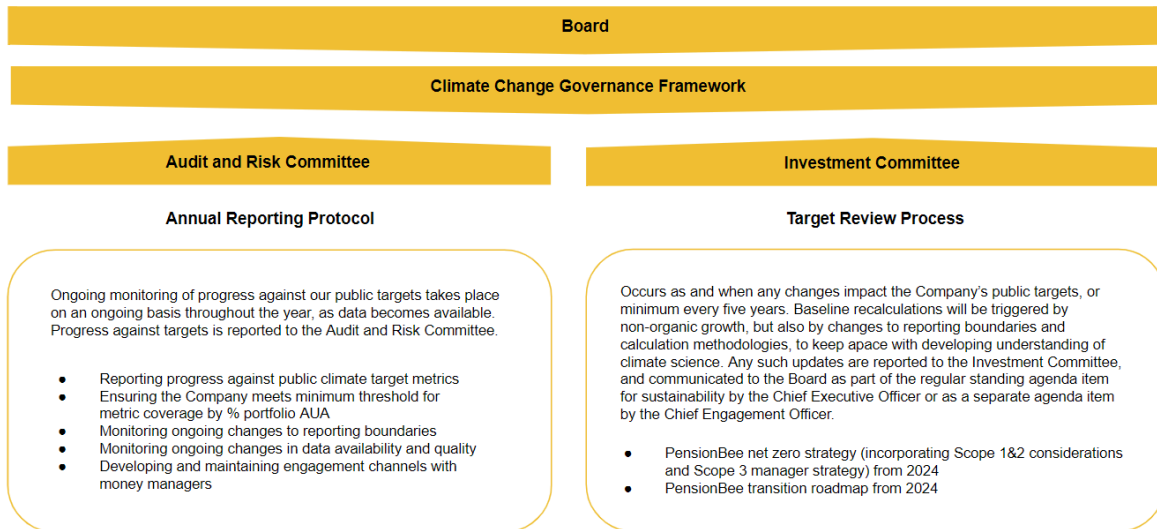 Board
Climate Change Governance Framework
Audit and Risk Committee
Annual Reporting Protocol
Ongoing monitoring of progress against our public targets takes place
on an ongoing basis throughout the year, as data becomes available.
Progress against targets is reported to the Audit and Risk Committee.
● Reporting progress against public climate target metrics
● Ensuring the Company meets minimum threshold for
metric coverage by % portfolio AUA
● Monitoring ongoing changes to reporting boundaries
● Monitoring ongoing changes in data availability and quality
● Developing and maintaining engagement channels with
money managers
Investment Committee
Target Review Process
Occurs as and when any changes impact the Company's public targets, or
minimum every five years. Baseline recalculations will be triggered by
non-organic growth, but also by changes to reporting boundaries and
calculation methodologies, to keep apace with developing understanding of
climate science. Any such updates are reported to the Investment Committee,
and communicated to the Board as part of the regular standing agenda item
for sustainability by the Chief Executive Officer or as a separate agenda item
by the Chief Engagement Officer.
● PensionBee net zero strategy (incorporating Scope 1&2 considerations
and Scope 3 manager strategy) from 2024
● PensionBee transition roadmap from 2024